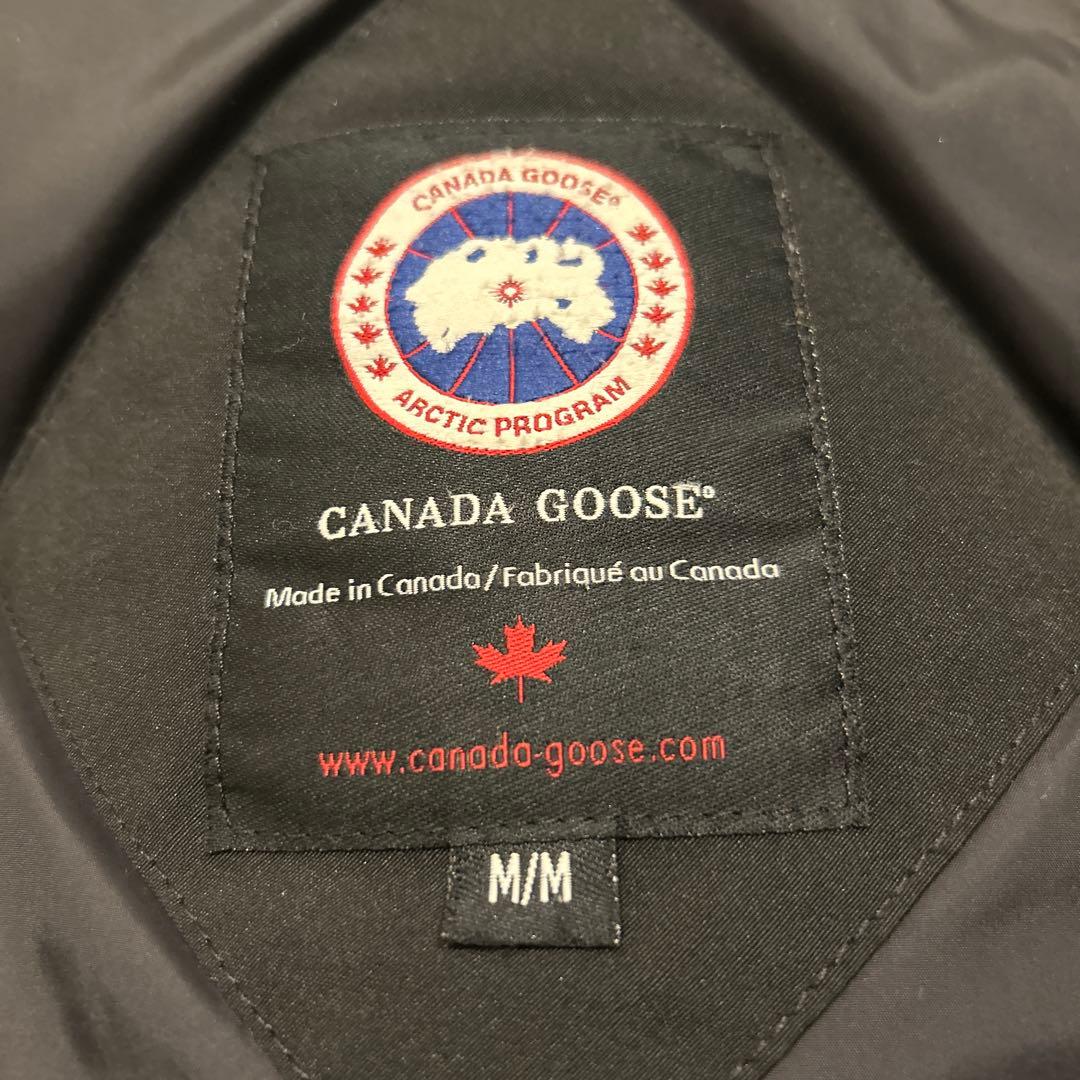 CANADA GOOSE®
ARCTIC PROGRAM
CANADA GOOSE®
Made in Canada/Fabriqué au Canada
www.canada-goose.com
M/M